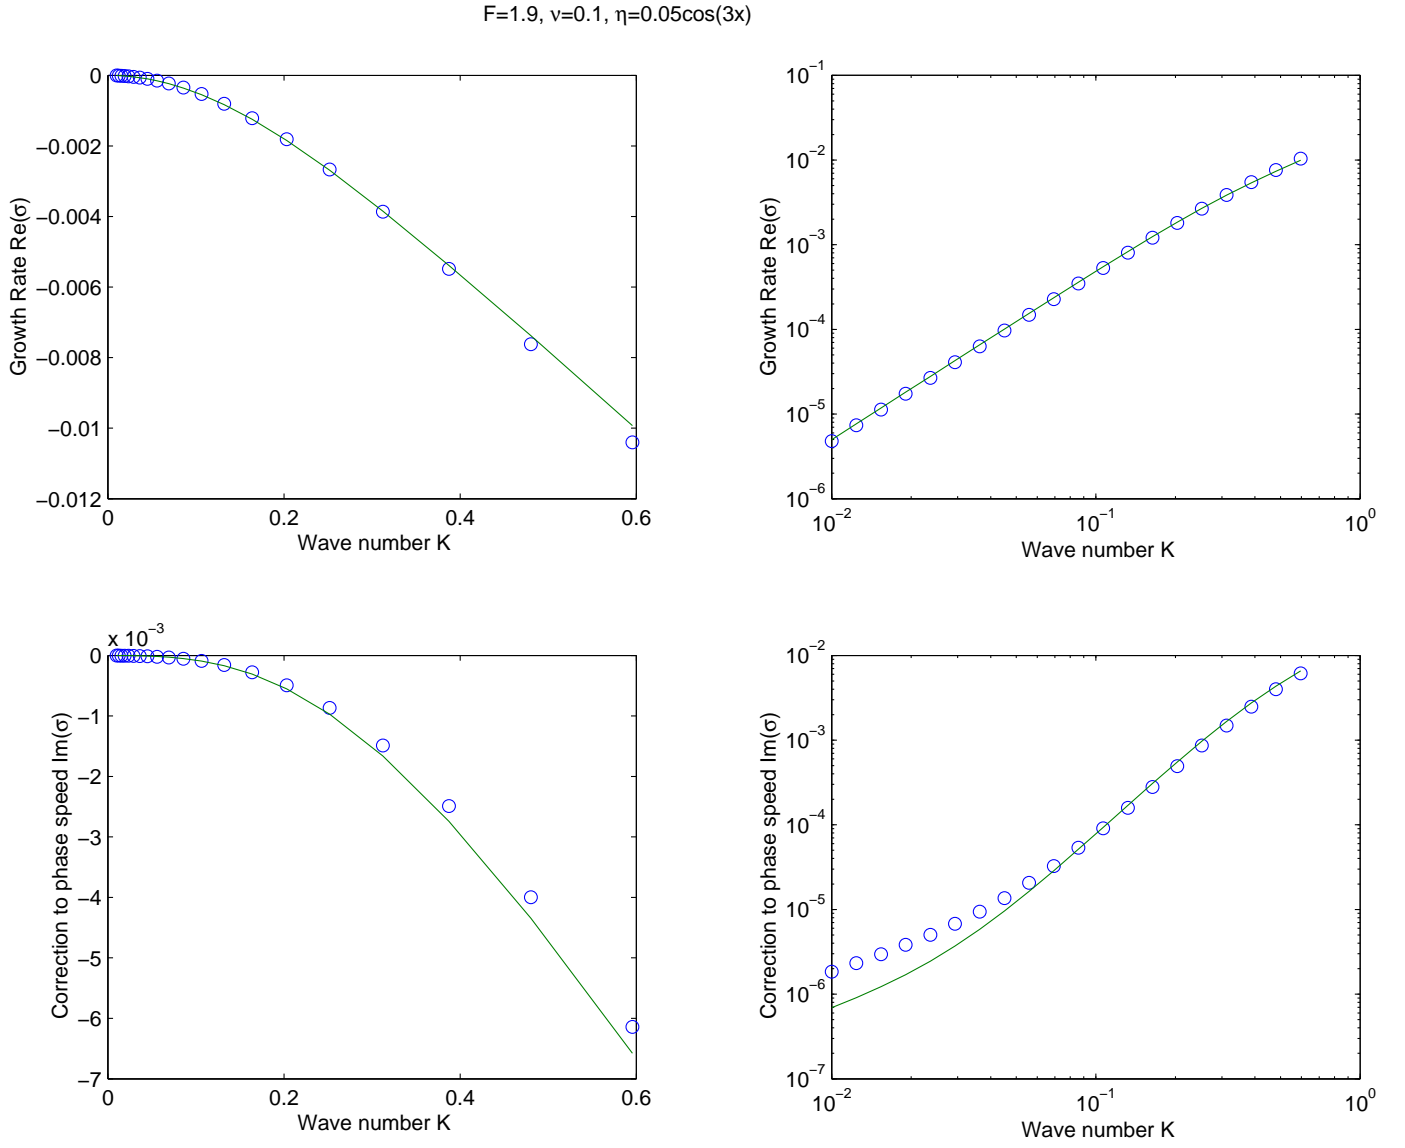 F=1.9, ν=0.1, η=0.05cos(3x)
0
−0.002
−0.004
−0.006
−0.008
−0.01
−0.012
Growth Rate Re(σ)
0 0.2 0.4 0.6
Wave number K
10^−1
10^−2
10^−3
10^−4
10^−5
10^−6
Growth Rate Re(σ)
10^−2 10^−1 10^0
Wave number K
x 10^−3
0
−1
−2
−3
−4
−5
−6
−7
Correction to phase speed Im(σ)
0 0.2 0.4 0.6
Wave number K
10^−2
10^−3
10^−4
10^−5
10^−6
10^−7
Correction to phase speed Im(σ)
10^−2 10^−1 10^0
Wave number K